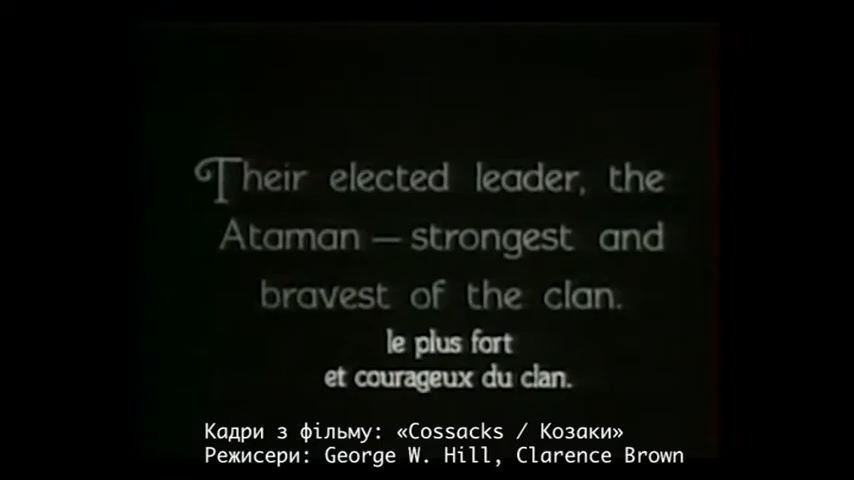 Their elected leader, the
Ataman — strongest and
bravest of the clan.
le plus fort
et courageux du clan.
Кадри з фільму: «Cossacks / Козаки»
Режисери: George W. Hill, Clarence Brown